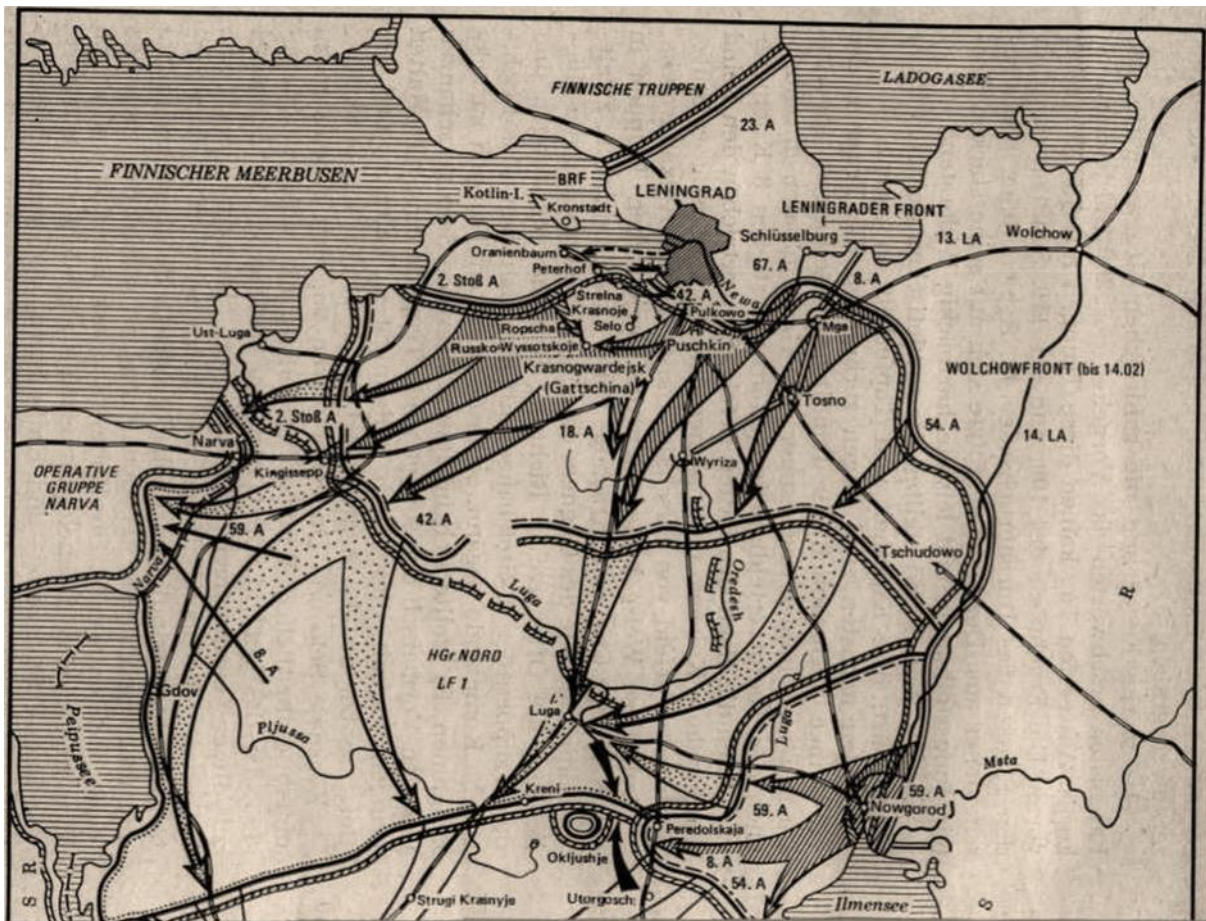 LADOGASEE
FINNISCHE TRUPPEN
23. A
FINNISCHER MEERBUSEN
BRF
LENINGRAD
Kotlin-I.
Kronstadt
LENINGRADER FRONT
Schlüsselburg
13. LA
Wolchow
Oranienbaum
Peterhof
2. Stoß A
67. A
8. A
Newa
Strelna
42. A
Krasnoje
Selo
Pulkowo
Mga
Ust-Luga
Ropscha
Russko-Wyssotskoje
Puschkin
Krasnogwardejsk
(Gattschina)
WOLCHOWFRONT (bis 14.02)
Tosno
2. Stoß A
18. A
54. A
14. LA
Narva
Kingissepp
Wyriza
OPERATIVE
GRUPPE
NARVA
59. A
42. A
Tschudowo
Narva
Luga
Oredesh
R
HGr NORD
LF 1
8. A
Gdov
Luga
Pljussa
Luga
Peipussee
Msta
Kreni
59. A
59. A
Nowgorod
Peredolskaja
Okljushje
8. A
54. A
S R
Strugi Krasnyje
Utorgosch
Ilmensee
S